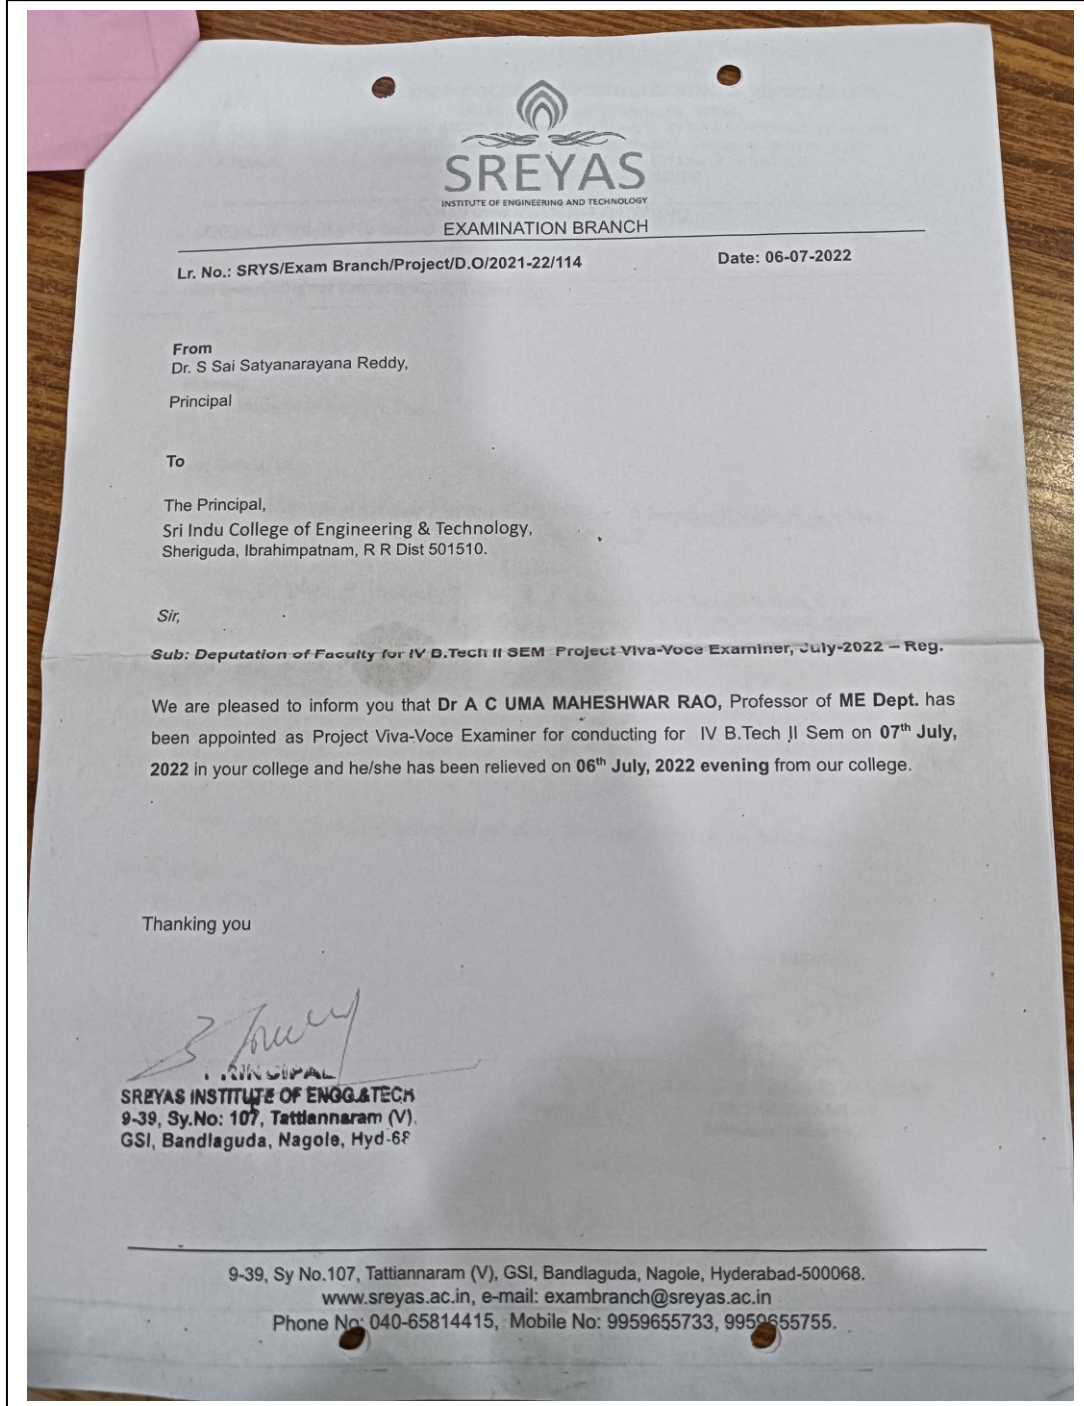 SREYAS
INSTITUTE OF ENGINEERING AND TECHNOLOGY
EXAMINATION BRANCH
Lr. No.: SRYS/Exam Branch/Project/D.O/2021-22/114 Date: 06-07-2022
From
Dr. S Sai Satyanarayana Reddy,
Principal
To
The Principal,
Sri Indu College of Engineering & Technology,
Sheriguda, Ibrahimpatnam, R R Dist 501510.
Sir,
Sub: Deputation of Faculty for IV B.Tech II SEM Project Viva-Voce Examiner, July-2022 – Reg.
We are pleased to inform you that Dr A C UMA MAHESHWAR RAO, Professor of ME Dept. has
been appointed as Project Viva-Voce Examiner for conducting for IV B.Tech II Sem on 07th July,
2022 in your college and he/she has been relieved on 06th July, 2022 evening from our college.
Thanking you
PRINCIPAL
SREYAS INSTITUTE OF ENGG.&TECH
9-39, Sy.No: 107, Tattiannaram (V).
GSI, Bandlaguda, Nagole, Hyd-68
9-39, Sy No.107, Tattiannaram (V), GSI, Bandlaguda, Nagole, Hyderabad-500068.
www.sreyas.ac.in, e-mail: exambranch@sreyas.ac.in
Phone No: 040-65814415, Mobile No: 9959655733, 9959655755.